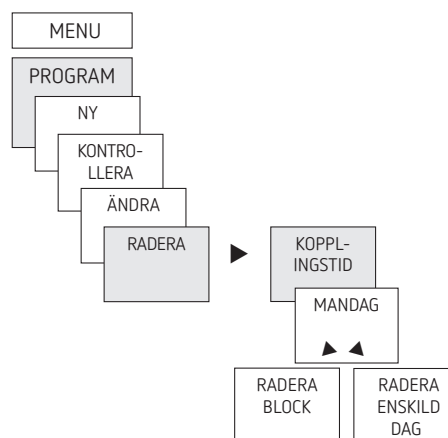 MENU
PROGRAM
NY
KONTRO-
LLERA
ÄNDRA
RADERA
KOPPL-
INGSTID
MANDAG
RADERA
BLOCK
RADERA
ENSKILD
DAG